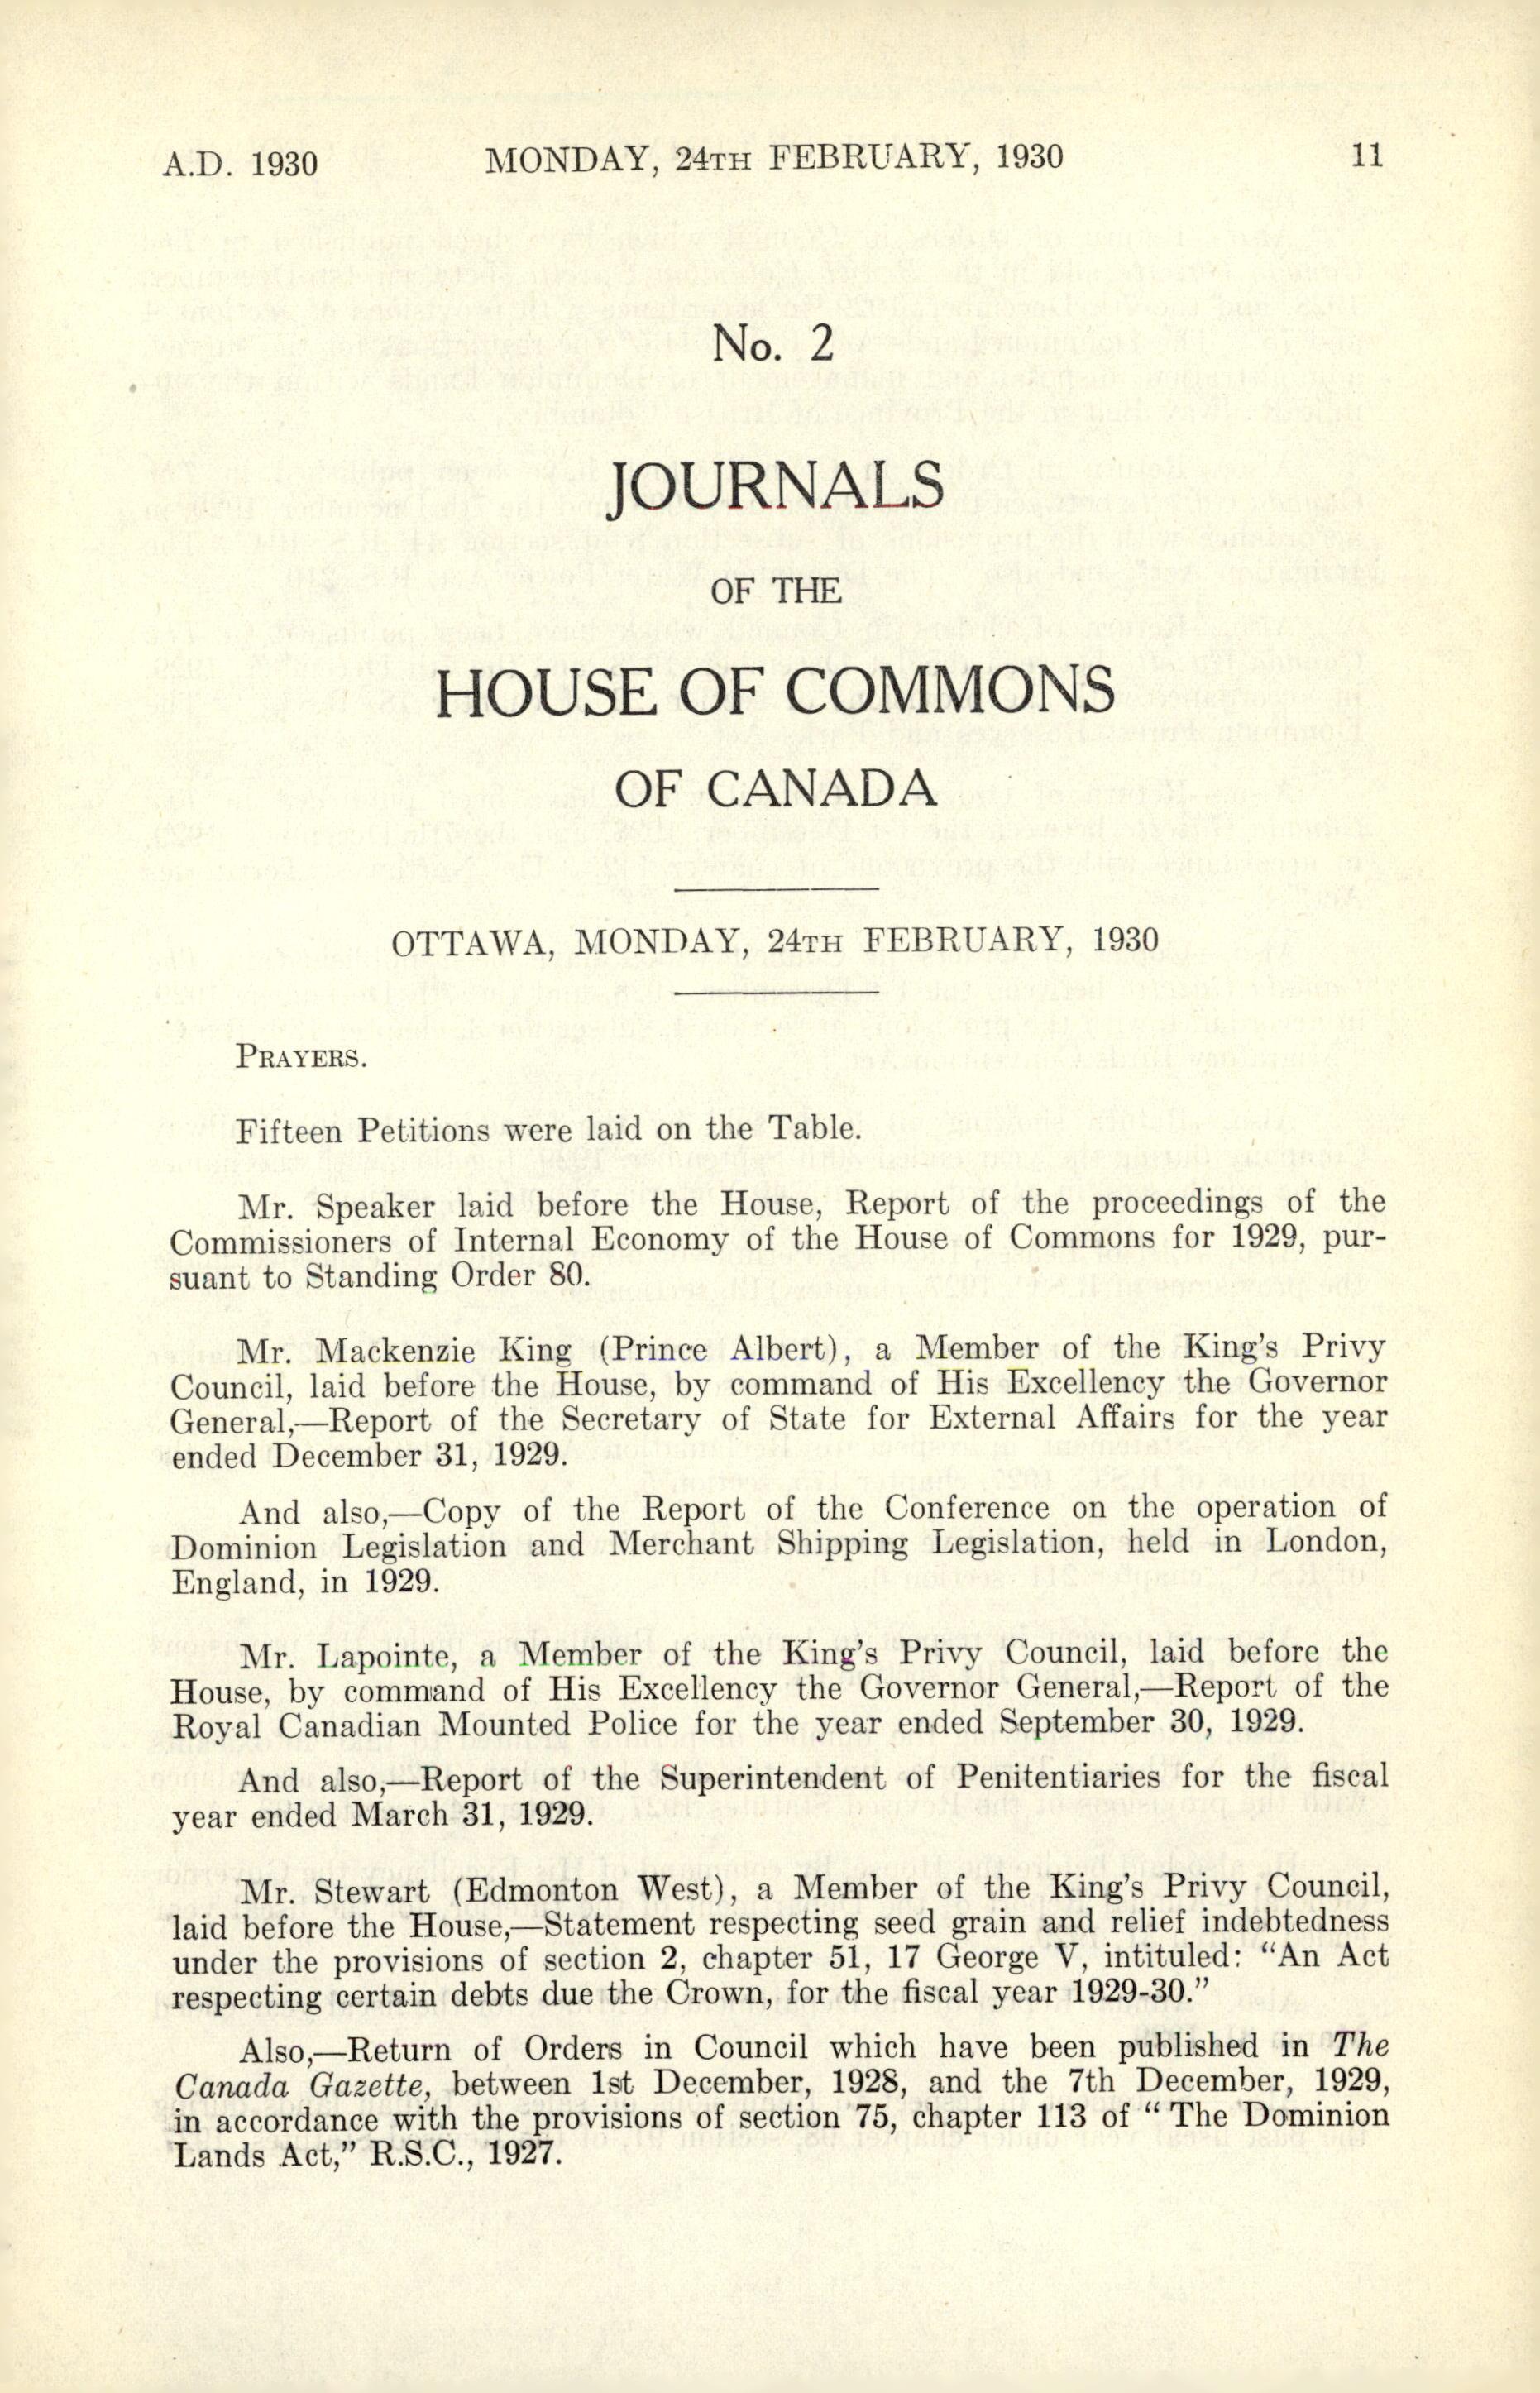 A.D. 1930 MONDAY, 24TH FEBRUARY, 1930 11
No. 2
JOURNALS
OF THE
HOUSE OF COMMONS
OF CANADA
OTTAWA, MONDAY, 24TH FEBRUARY, 1930
PRAYERS.
Fifteen Petitions were laid on the Table.
Mr. Speaker laid before the House, Report of the proceedings of the
Commissioners of Internal Economy of the House of Commons for 1929, pur-
suant to Standing Order 80.
Mr. Mackenzie King (Prince Albert), a Member of the King's Privy
Council, laid before the House, by command of His Excellency the Governor
General,—Report of the Secretary of State for External Affairs for the year
ended December 31, 1929.
And also,—Copy of the Report of the Conference on the operation of
Dominion Legislation and Merchant Shipping Legislation, held in London,
England, in 1929.
Mr. Lapointe, a Member of the King's Privy Council, laid before the
House, by command of His Excellency the Governor General,—Report of the
Royal Canadian Mounted Police for the year ended September 30, 1929.
And also,—Report of the Superintendent of Penitentiaries for the fiscal
year ended March 31, 1929.
Mr. Stewart (Edmonton West), a Member of the King's Privy Council,
laid before the House,—Statement respecting seed grain and relief indebtedness
under the provisions of section 2, chapter 51, 17 George V, intituled: “An Act
respecting certain debts due the Crown, for the fiscal year 1929-30.”
Also,—Return of Orders in Council which have been published in The
Canada Gazette, between 1st December, 1928, and the 7th December, 1929,
in accordance with the provisions of section 75, chapter 113 of “ The Dominion
Lands Act,” R.S.C., 1927.